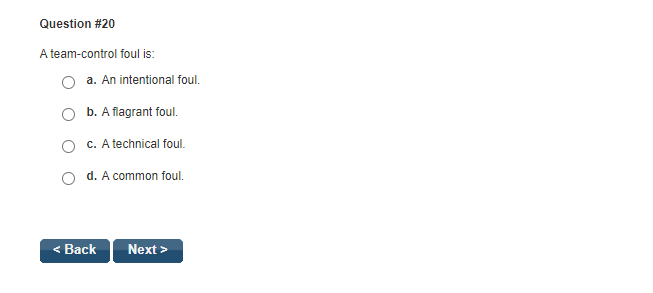 Question #20
A team-control foul is:
a. An intentional foul.
b. A flagrant foul.
c. A technical foul.
d. A common foul.
< Back Next >